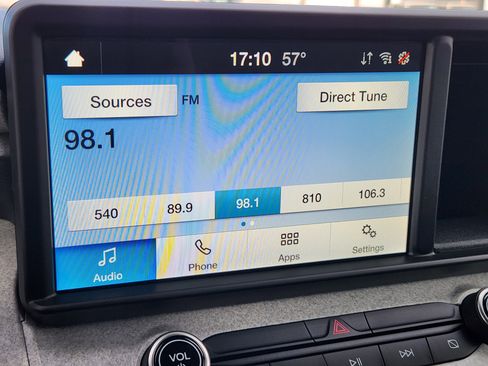 17:10 57°
Sources FM Direct Tune
98.1
540 89.9 98.1 810 106.3
Audio Phone Apps Settings
VOL